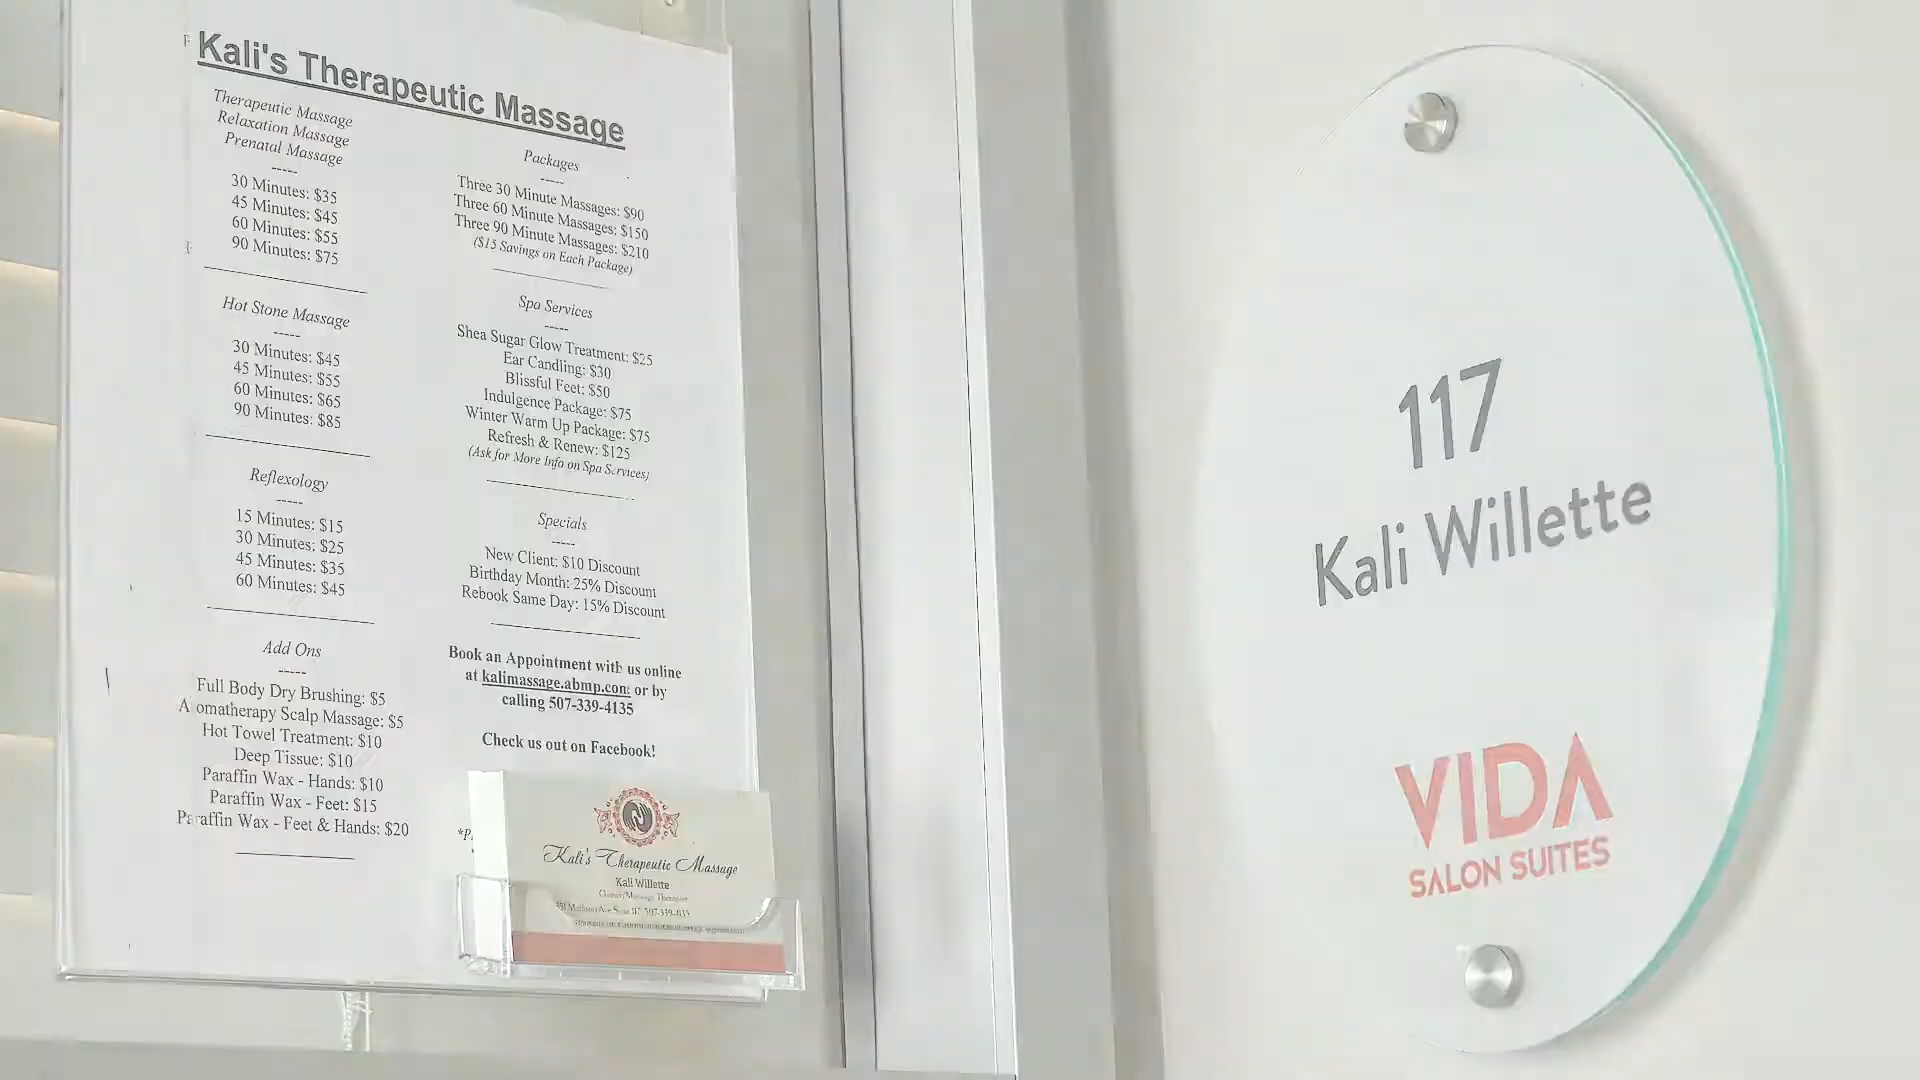 Kali's Therapeutic Massage
Therapeutic Massage
Relaxation Massage
Prenatal Massage
-----
30 Minutes: $35
45 Minutes: $45
60 Minutes: $55
90 Minutes: $75
Hot Stone Massage
-----
30 Minutes: $45
45 Minutes: $55
60 Minutes: $65
90 Minutes: $85
Reflexology
-----
15 Minutes: $15
30 Minutes: $25
45 Minutes: $35
60 Minutes: $45
Add Ons
-----
Full Body Dry Brushing: $5
A omatherapy Scalp Massage: $5
Hot Towel Treatment: $10
Deep Tissue: $10
Paraffin Wax - Hands: $10
Paraffin Wax - Feet: $15
Paraffin Wax - Feet & Hands: $20
Packages
-----
Three 30 Minute Massages: $90
Three 60 Minute Massages: $150
Three 90 Minute Massages: $210
($15 Savings on Each Package)
Spa Services
-----
Shea Sugar Glow Treatment: $25
Ear Candling: $30
Blissful Feet: $50
Indulgence Package: $75
Winter Warm Up Package: $75
Refresh & Renew: $125
(Ask for More Info on Spa Services)
Specials
-----
New Client: $10 Discount
Birthday Month: 25% Discount
Rebook Same Day: 15% Discount
Book an Appointment with us online
at kalimassage.abmp.com or by
calling 507-339-4135
Check us out on Facebook!
Kali's Therapeutic Massage
Kali Willette
Owner/Massage Therapist
117 507-339-4135
117
Kali Willette
VIDA
SALON SUITES